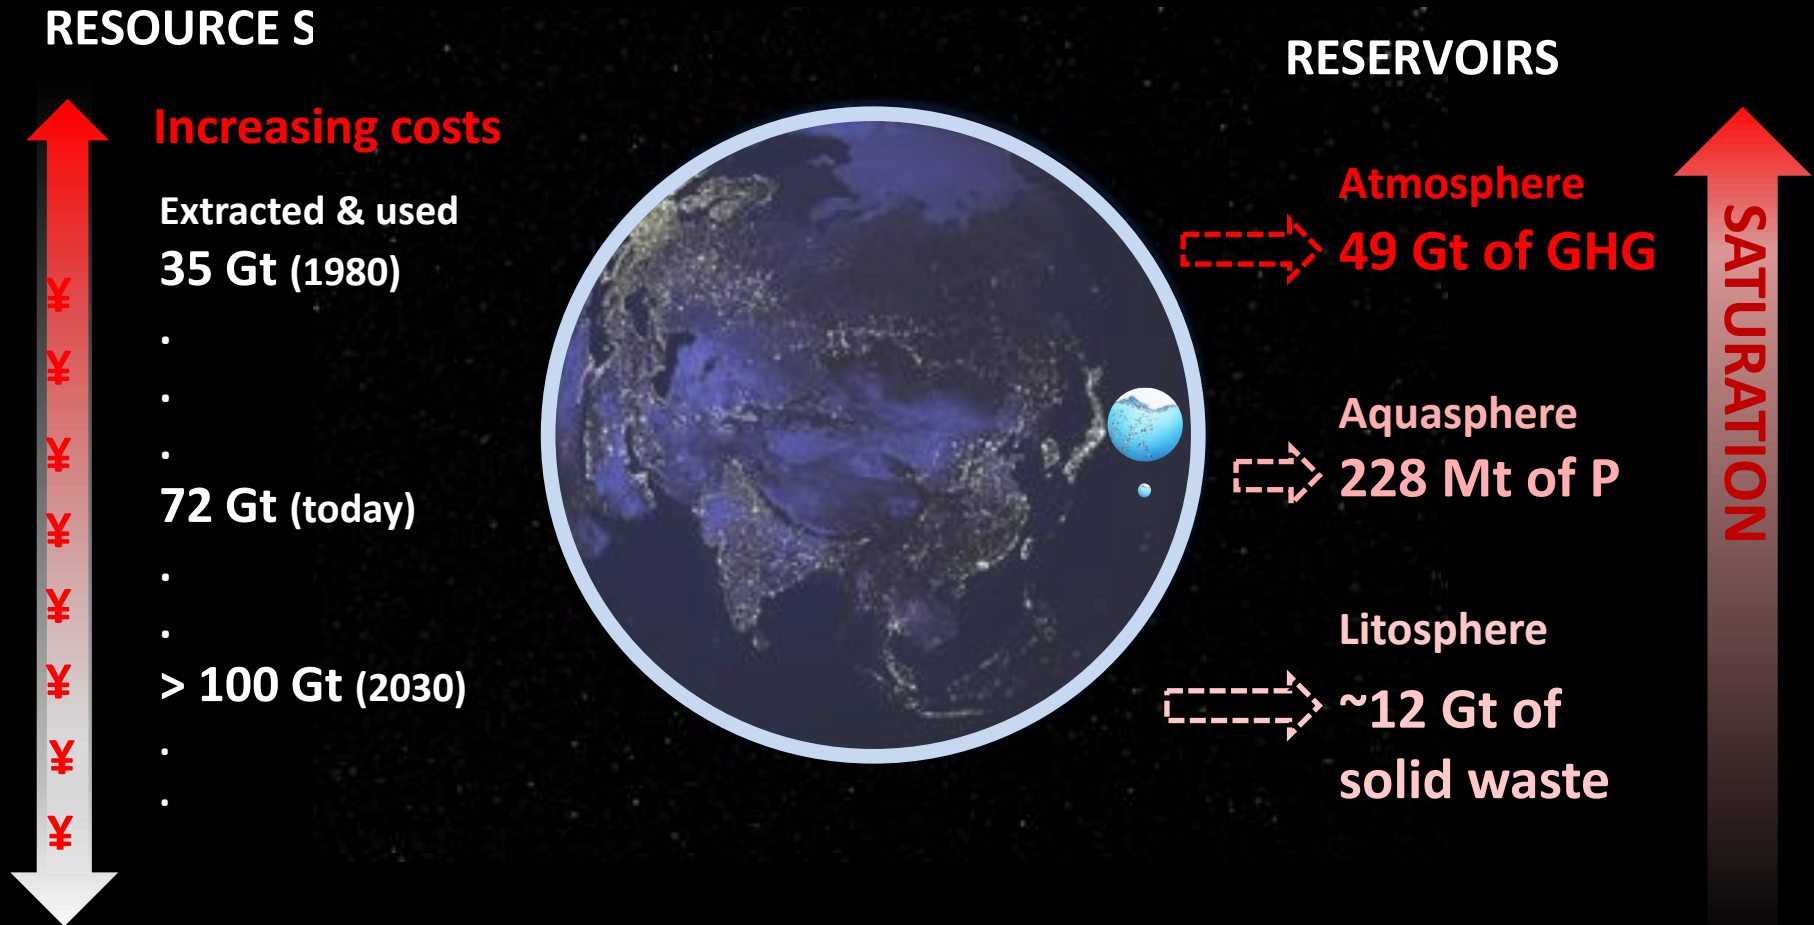 RESOURCE S
Increasing costs
Extracted & used
35 Gt (1980)
.
.
.
72 Gt (today)
.
.
> 100 Gt (2030)
.
.
¥
¥
¥
¥
¥
¥
¥
¥
RESERVOIRS
Atmosphere
49 Gt of GHG
Aquasphere
228 Mt of P
Litosphere
~12 Gt of
solid waste
SATURATION